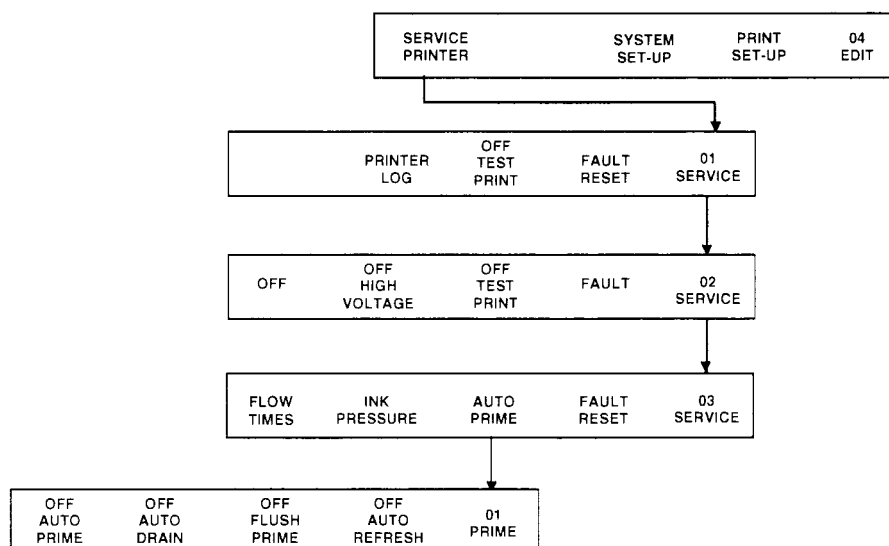 SERVICE SYSTEM PRINT 04
PRINTER SET-UP SET-UP EDIT
OFF
PRINTER TEST FAULT 01
LOG PRINT RESET SERVICE
OFF OFF
OFF HIGH TEST FAULT 02
VOLTAGE PRINT SERVICE
FLOW INK AUTO FAULT 03
TIMES PRESSURE PRIME RESET SERVICE
OFF OFF OFF OFF 01
AUTO AUTO FLUSH AUTO PRIME
PRIME DRAIN PRIME REFRESH